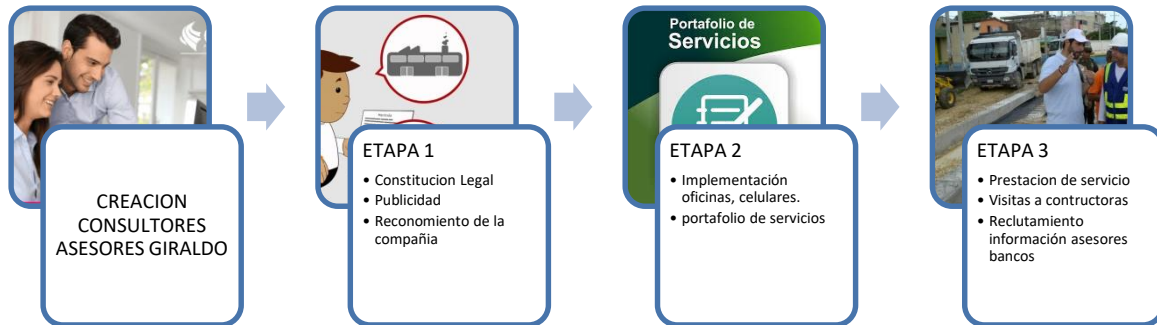 CREACION
CONSULTORES
ASESORES GIRALDO
ETAPA 1
• Constitucion Legal
• Publicidad
• Reconomiento de la
compañia
Portafolio de
Servicios
ETAPA 2
• Implementación
oficinas, celulares.
• portafolio de servicios
ETAPA 3
• Prestacion de servicio
• Visitas a contructoras
• Reclutamiento
información asesores
bancos